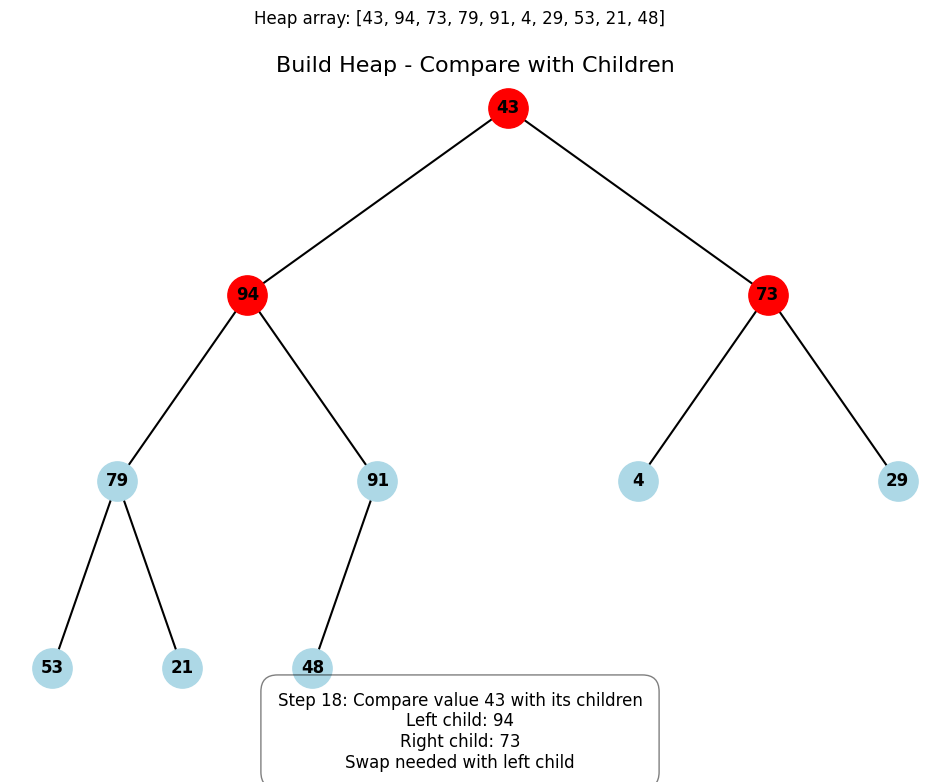 Heap array: [43, 94, 73, 79, 91, 4, 29, 53, 21, 48]
Build Heap - Compare with Children
43
94 73
79 91 4 29
53 21 48
Step 18: Compare value 43 with its children
Left child: 94
Right child: 73
Swap needed with left child